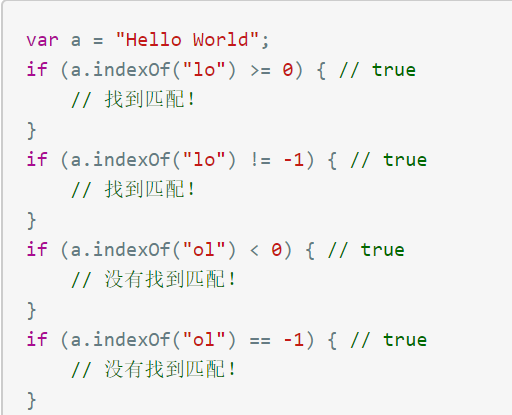 var a = "Hello World";
if (a.indexOf("lo") >= 0) { // true
    // 找到匹配!
}
if (a.indexOf("lo") != -1) { // true
    // 找到匹配!
}
if (a.indexOf("ol") < 0) { // true
    // 没有找到匹配!
}
if (a.indexOf("ol") == -1) { // true
    // 没有找到匹配!
}